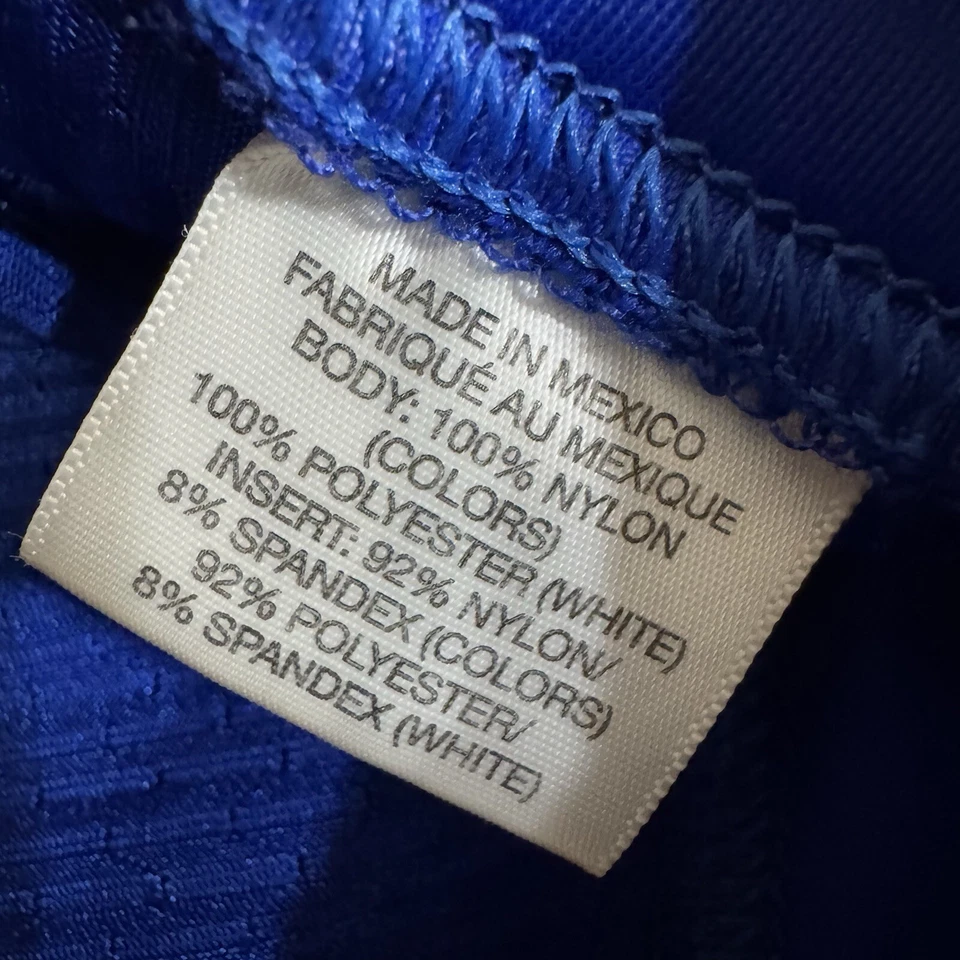 MADE IN MEXICO
FABRIQUÉ AU MEXIQUE
BODY: 100% NYLON
(COLORS)
100% POLYESTER (WHITE)
INSERT: 92% NYLON/
8% SPANDEX (COLORS)
92% POLYESTER/
8% SPANDEX (WHITE)